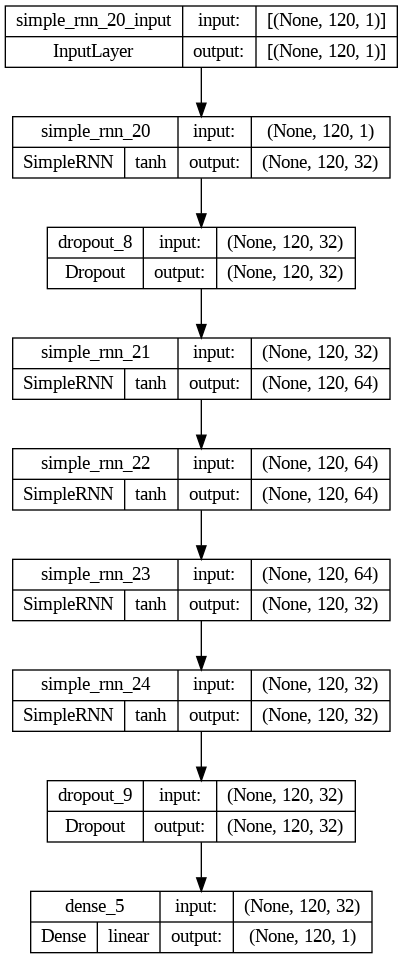 simple_rnn_20_input input: [(None, 120, 1)]
InputLayer output: [(None, 120, 1)]
simple_rnn_20 input: (None, 120, 1)
SimpleRNN tanh output: (None, 120, 32)
dropout_8 input: (None, 120, 32)
Dropout output: (None, 120, 32)
simple_rnn_21 input: (None, 120, 32)
SimpleRNN tanh output: (None, 120, 64)
simple_rnn_22 input: (None, 120, 64)
SimpleRNN tanh output: (None, 120, 64)
simple_rnn_23 input: (None, 120, 64)
SimpleRNN tanh output: (None, 120, 32)
simple_rnn_24 input: (None, 120, 32)
SimpleRNN tanh output: (None, 120, 32)
dropout_9 input: (None, 120, 32)
Dropout output: (None, 120, 32)
dense_5 input: (None, 120, 32)
Dense linear output: (None, 120, 1)